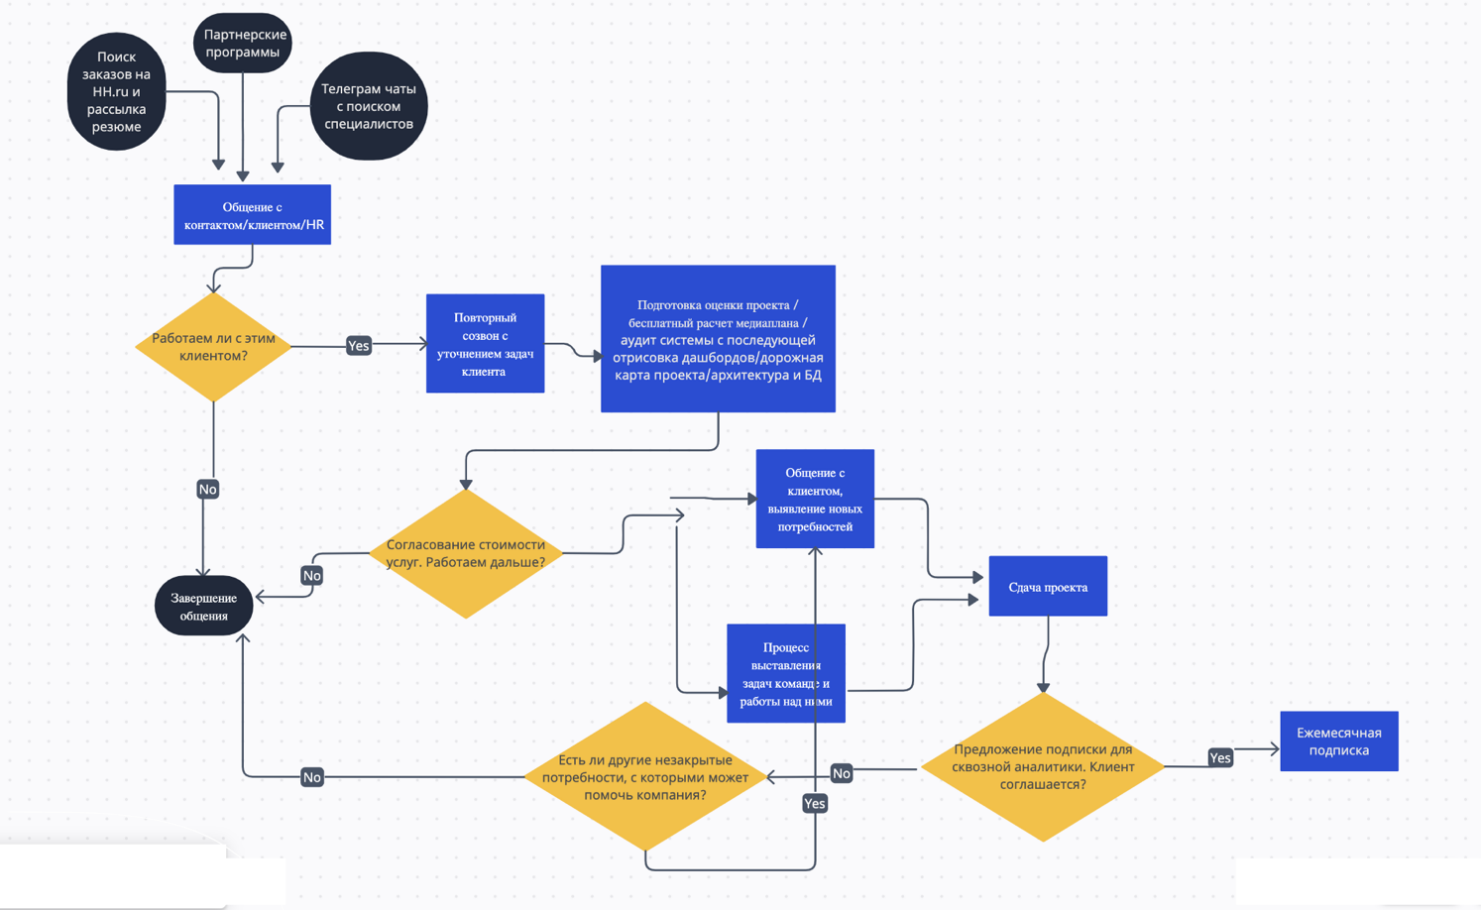 Партнерские
программы
Поиск
заказов на
HH.ru и
рассылка
резюме
Телеграм чаты
с поиском
специалистов
Общение с
контактом/клиентом/HR
Работаем ли с этим
клиентом?
Yes
Повторный
созвон с
уточнением задач
клиента
Подготовка оценки проекта /
бесплатный расчет медиаплана /
аудит системы с последующей
отрисовка дашбордов/дорожная
карта проекта/архитектура и БД
No
Общение с
клиентом,
выявление новых
потребностей
Согласование стоимости
услуг. Работаем дальше?
No
Завершение
общения
Сдача проекта
Процесс
выставления
задач команде и
работы над ними
Предложение подписки для
сквозной аналитики. Клиент
соглашается?
Yes
Ежемесячная
подписка
No
Есть ли другие незакрытые
потребности, с которыми может
помочь компания?
No
Yes